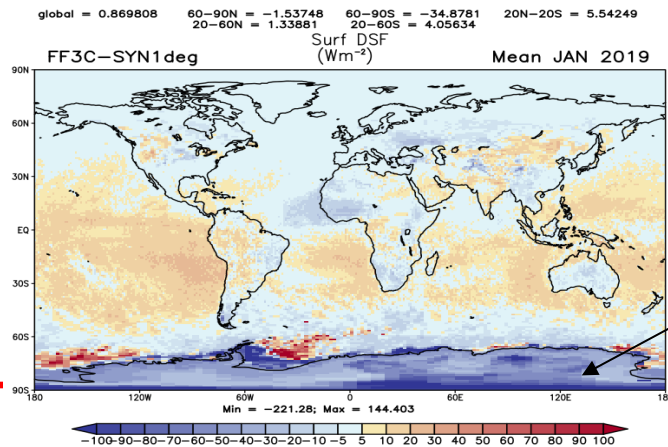 global = 0.869808 60-90N = -1.53748 60-90S = -34.8781 20N-20S = 5.54249
20-60N = 1.33881 20-60S = 4.05634
Surf DSF
FF3C-SYN1deg (Wm⁻²) Mean JAN 2019
90N
60N
30N
EQ
30S
60S
90S
180 120W 60W 0 60E 120E 180
Min = -221.28; Max = 144.403
-100 -90 -80 -70 -60 -50 -40 -30 -20 -10 -5 5 10 20 30 40 50 60 70 80 90 100